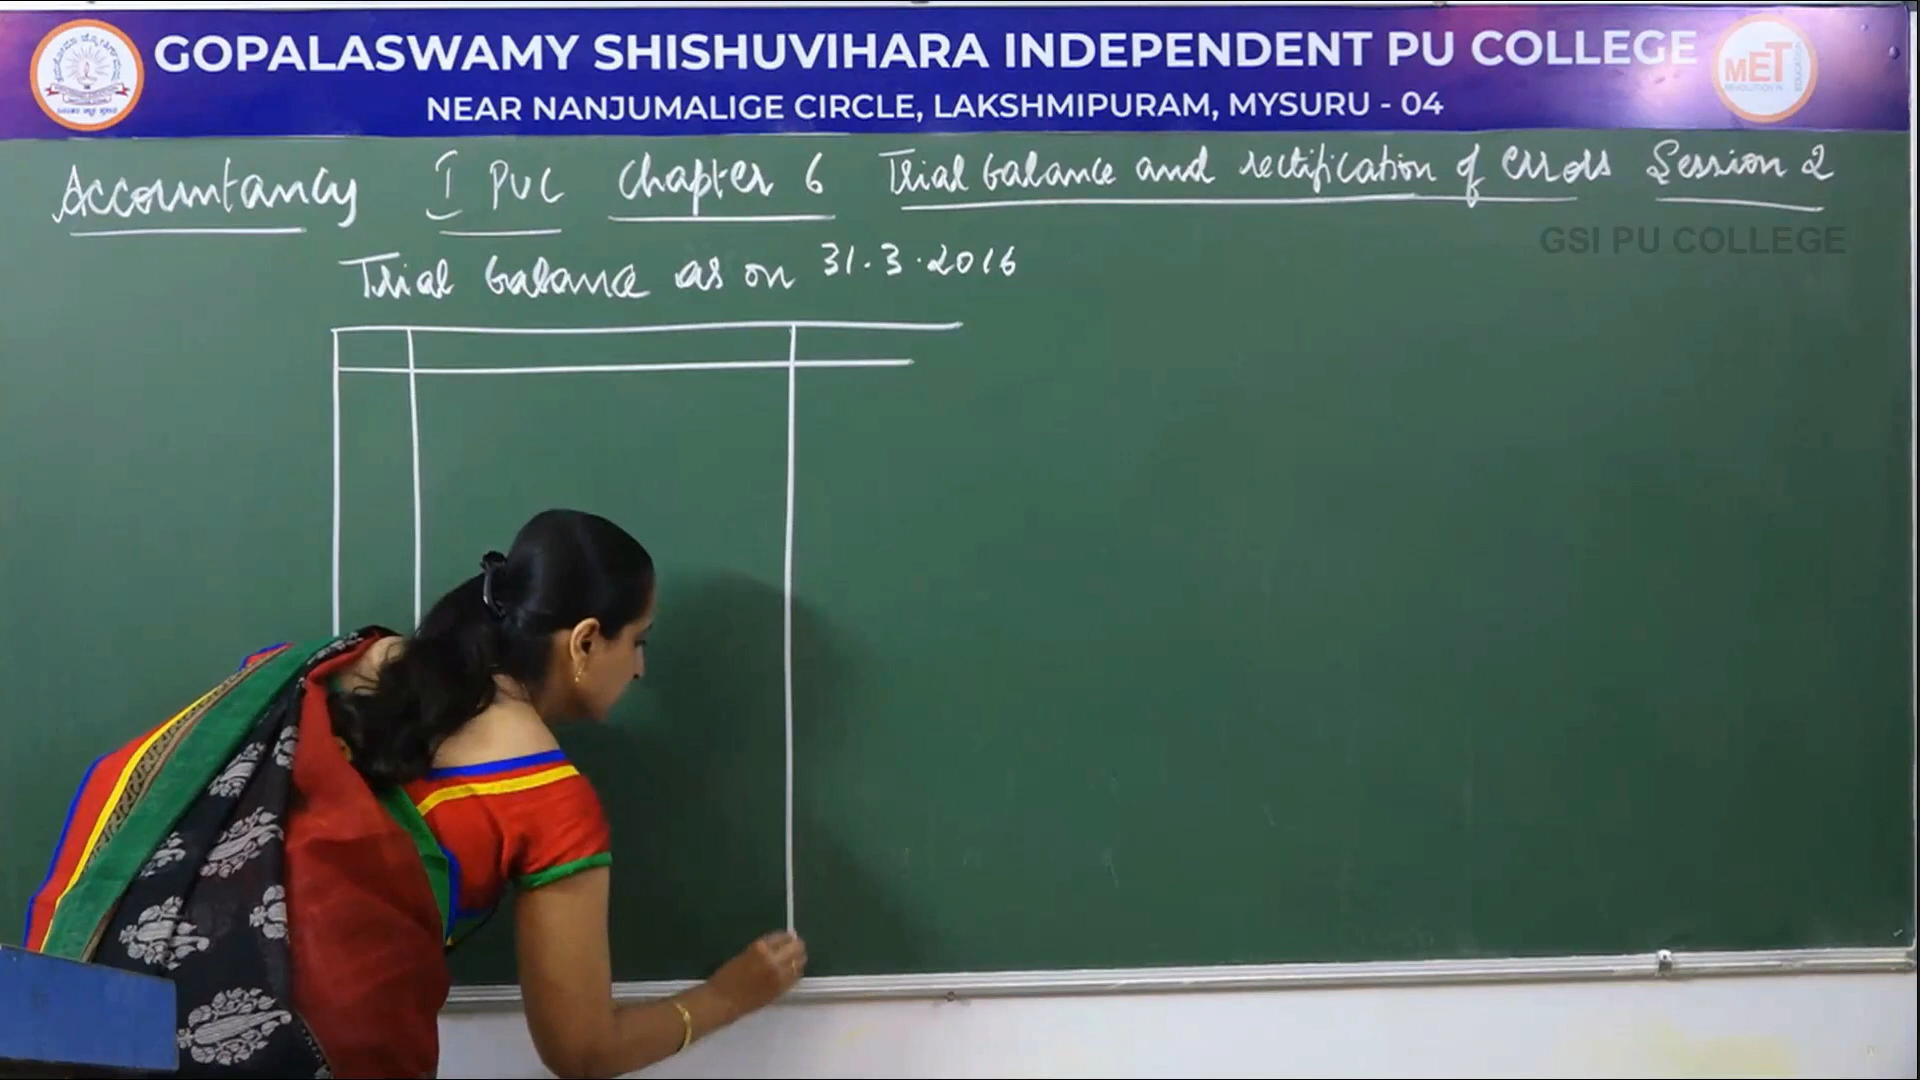 GOPALASWAMY SHISHUVIHARA INDEPENDENT PU COLLEGE
NEAR NANJUMALIGE CIRCLE, LAKSHMIPURAM, MYSURU - 04
MET
Accountancy I PUC Chapter 6 Trial balance and rectification of errors Session 2
GSI PU COLLEGE
Trial balance as on 31.3.2016